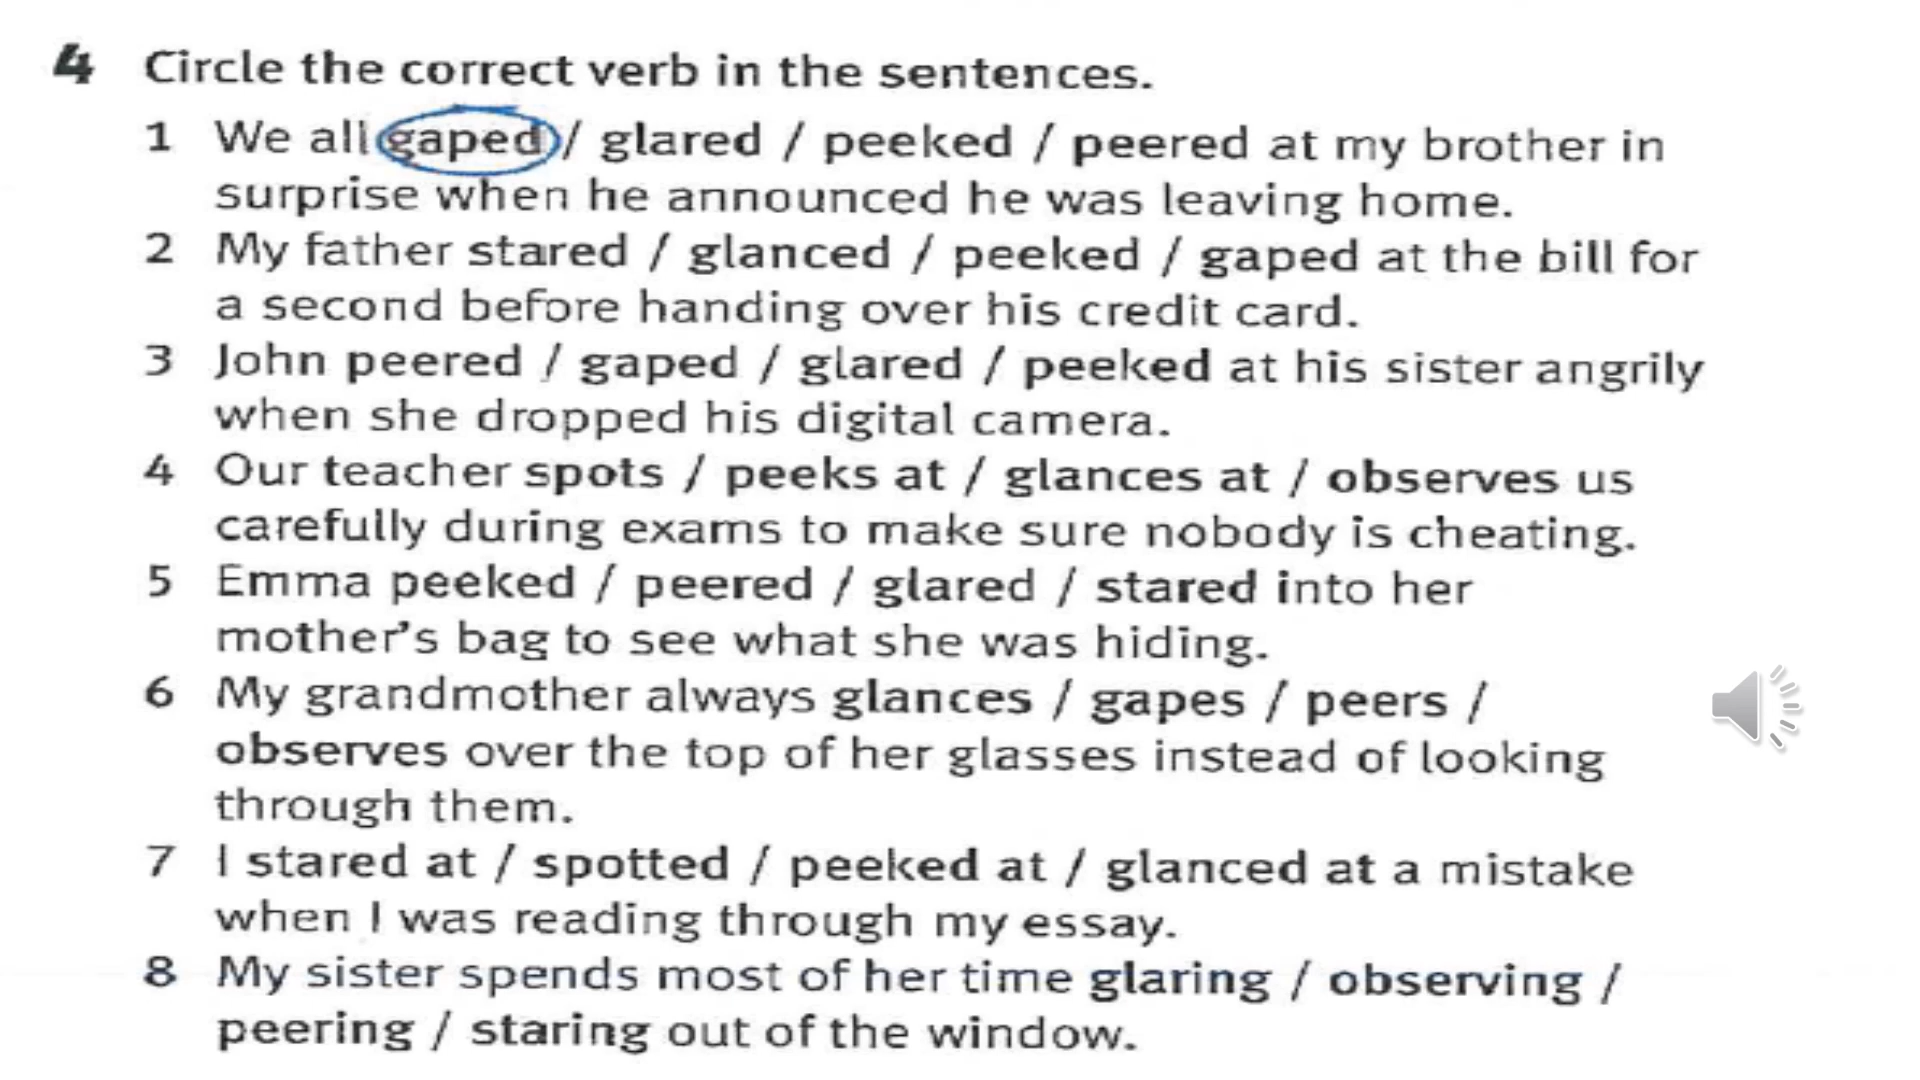 4 Circle the correct verb in the sentences.
1 We all gaped / glared / peeked / peered at my brother in
surprise when he announced he was leaving home.
2 My father stared / glanced / peeked / gaped at the bill for
a second before handing over his credit card.
3 John peered / gaped / glared / peeked at his sister angrily
when she dropped his digital camera.
4 Our teacher spots / peeks at / glances at / observes us
carefully during exams to make sure nobody is cheating.
5 Emma peeked / peered / glared / stared into her
mother's bag to see what she was hiding.
6 My grandmother always glances / gapes / peers /
observes over the top of her glasses instead of looking
through them.
7 I stared at / spotted / peeked at / glanced at a mistake
when I was reading through my essay.
8 My sister spends most of her time glaring / observing /
peering / staring out of the window.